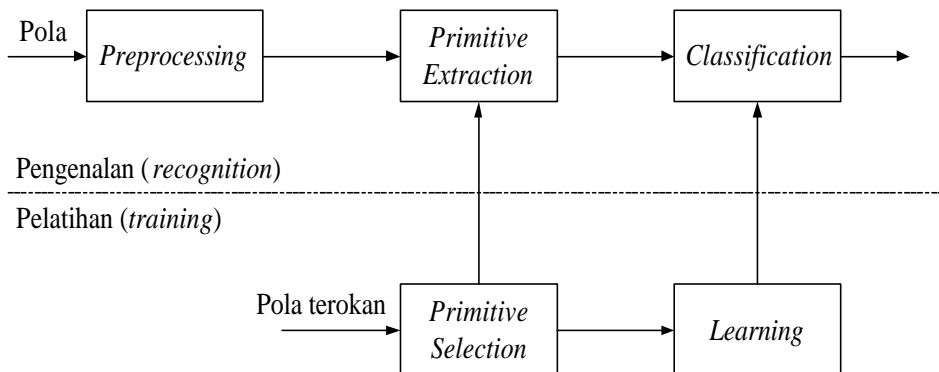 Pola
Preprocessing
Primitive
Extraction
Classification
Pengenalan (recognition)
Pelatihan (training)
Pola terokan
Primitive
Selection
Learning